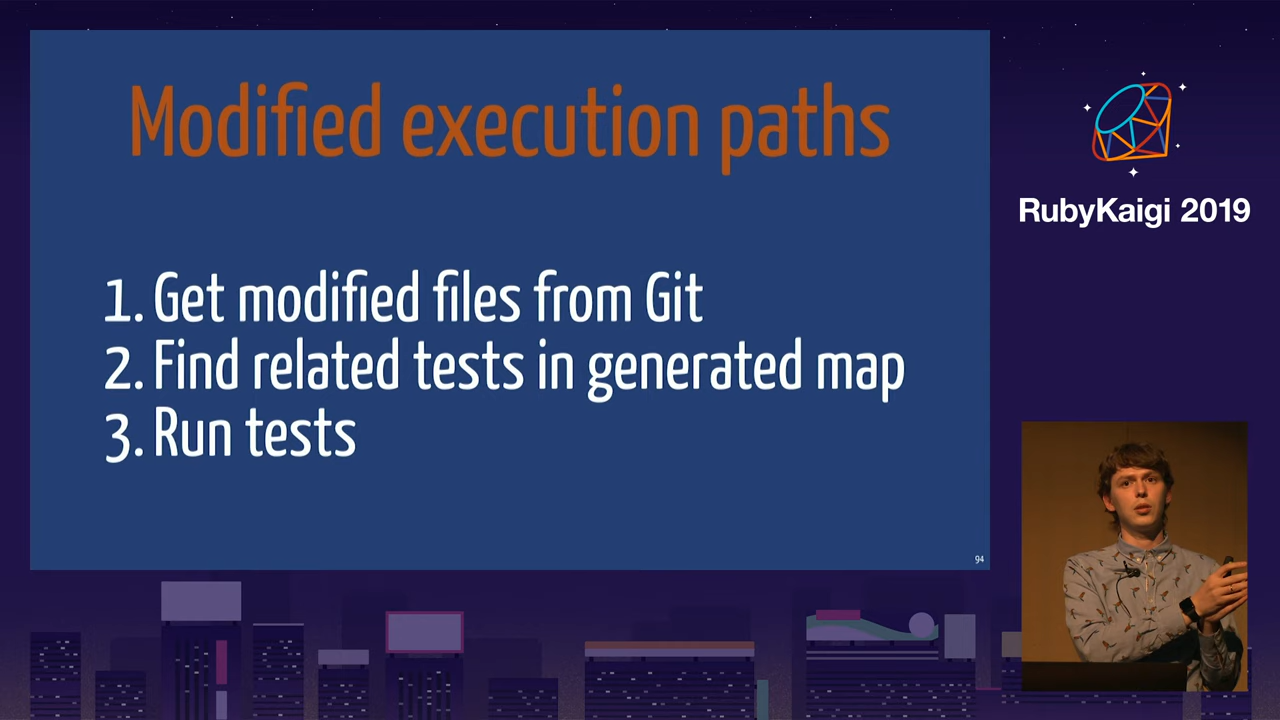 Modified execution paths
1. Get modified files from Git
2. Find related tests in generated map
3. Run tests
94
RubyKaigi 2019